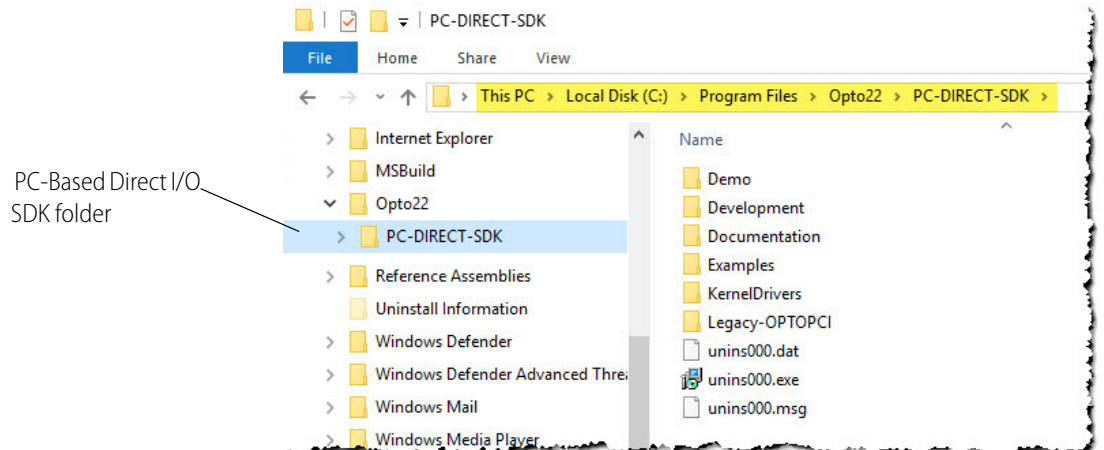 PC-DIRECT-SDK
File Home Share View
This PC > Local Disk (C:) > Program Files > Opto22 > PC-DIRECT-SDK >
Internet Explorer
MSBuild
Opto22
PC-DIRECT-SDK
Reference Assemblies
Uninstall Information
Windows Defender
Windows Defender Advanced Threa
Windows Mail
Windows Media Player
Name
Demo
Development
Documentation
Examples
KernelDrivers
Legacy-OPTOPCI
unins000.dat
unins000.exe
unins000.msg
PC-Based Direct I/O
SDK folder